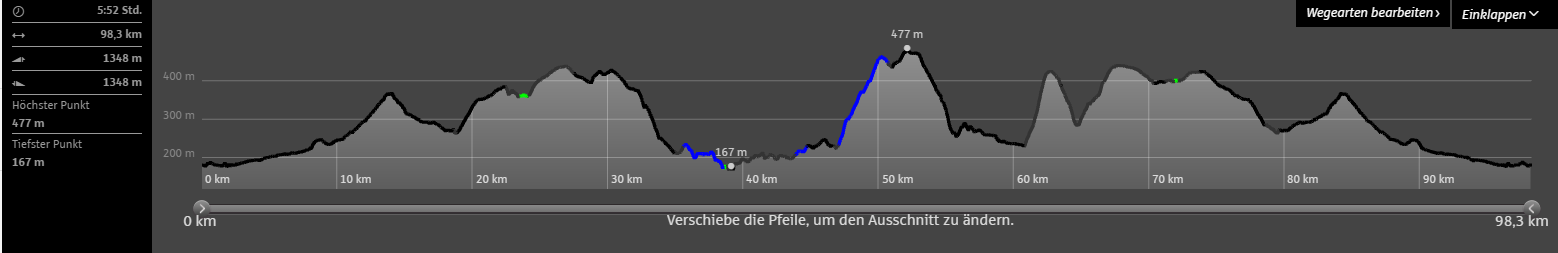 5:52 Std.
98,3 km
1348 m
1348 m
Höchster Punkt
477 m
Tiefster Punkt
167 m
Wegearten bearbeiten ›
Einklappen
477 m
400 m
300 m
200 m
167 m
0 km
10 km
20 km
30 km
40 km
50 km
60 km
70 km
80 km
90 km
0 km
Verschiebe die Pfeile, um den Ausschnitt zu ändern.
98,3 km